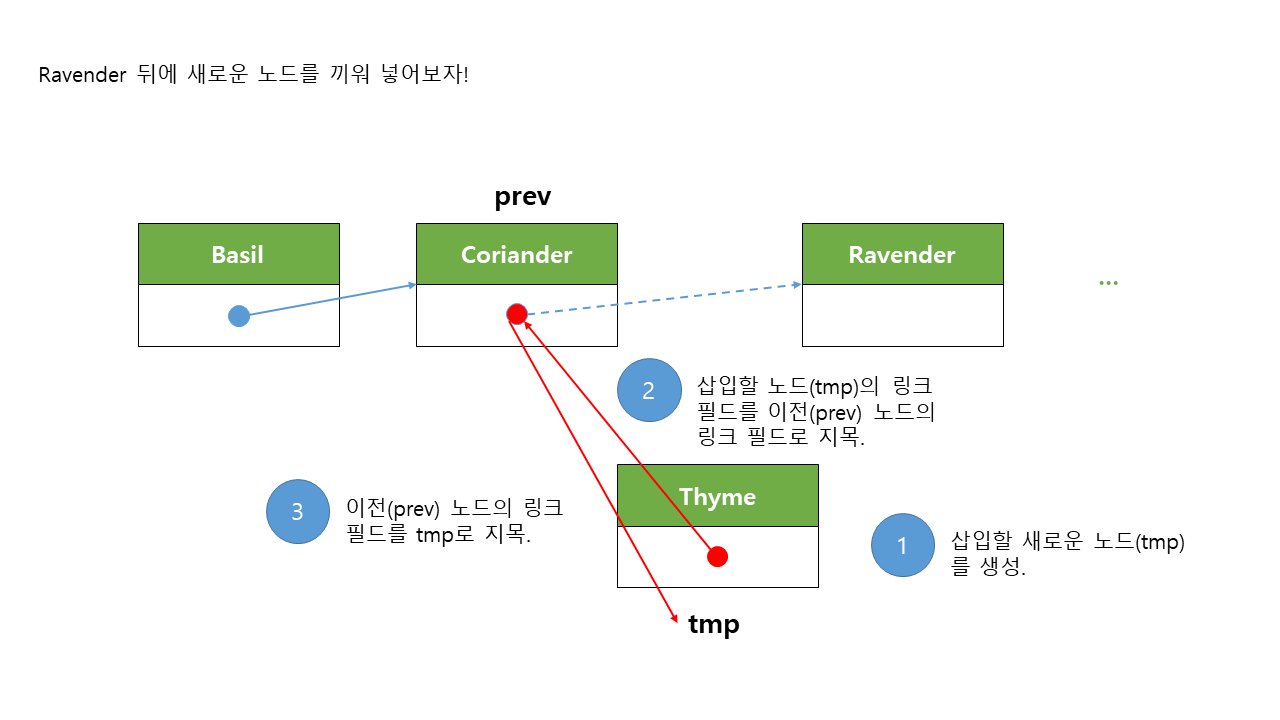 Ravender 뒤에 새로운 노드를 끼워 넣어보자!
prev
Basil
Coriander
Ravender
...
2
삽입할 노드(tmp)의 링크
필드를 이전(prev) 노드의
링크 필드로 지목.
Thyme
3
이전(prev) 노드의 링크
필드를 tmp로 지목.
1
삽입할 새로운 노드(tmp)
를 생성.
tmp